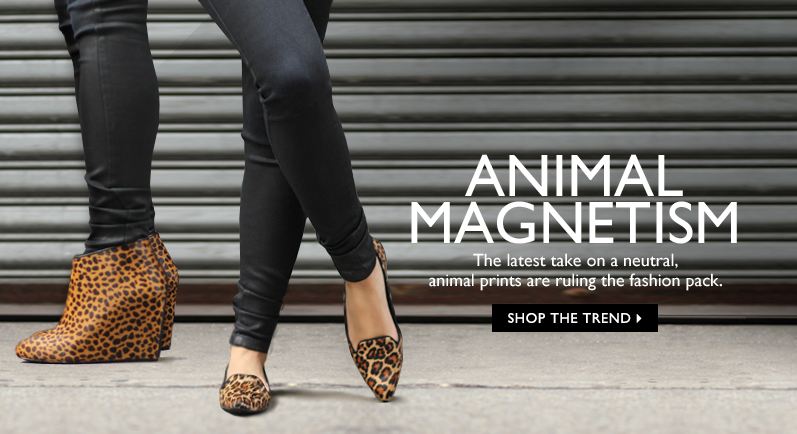 ANIMAL
MAGNETISM
The latest take on a neutral,
animal prints are ruling the fashion pack.
SHOP THE TREND